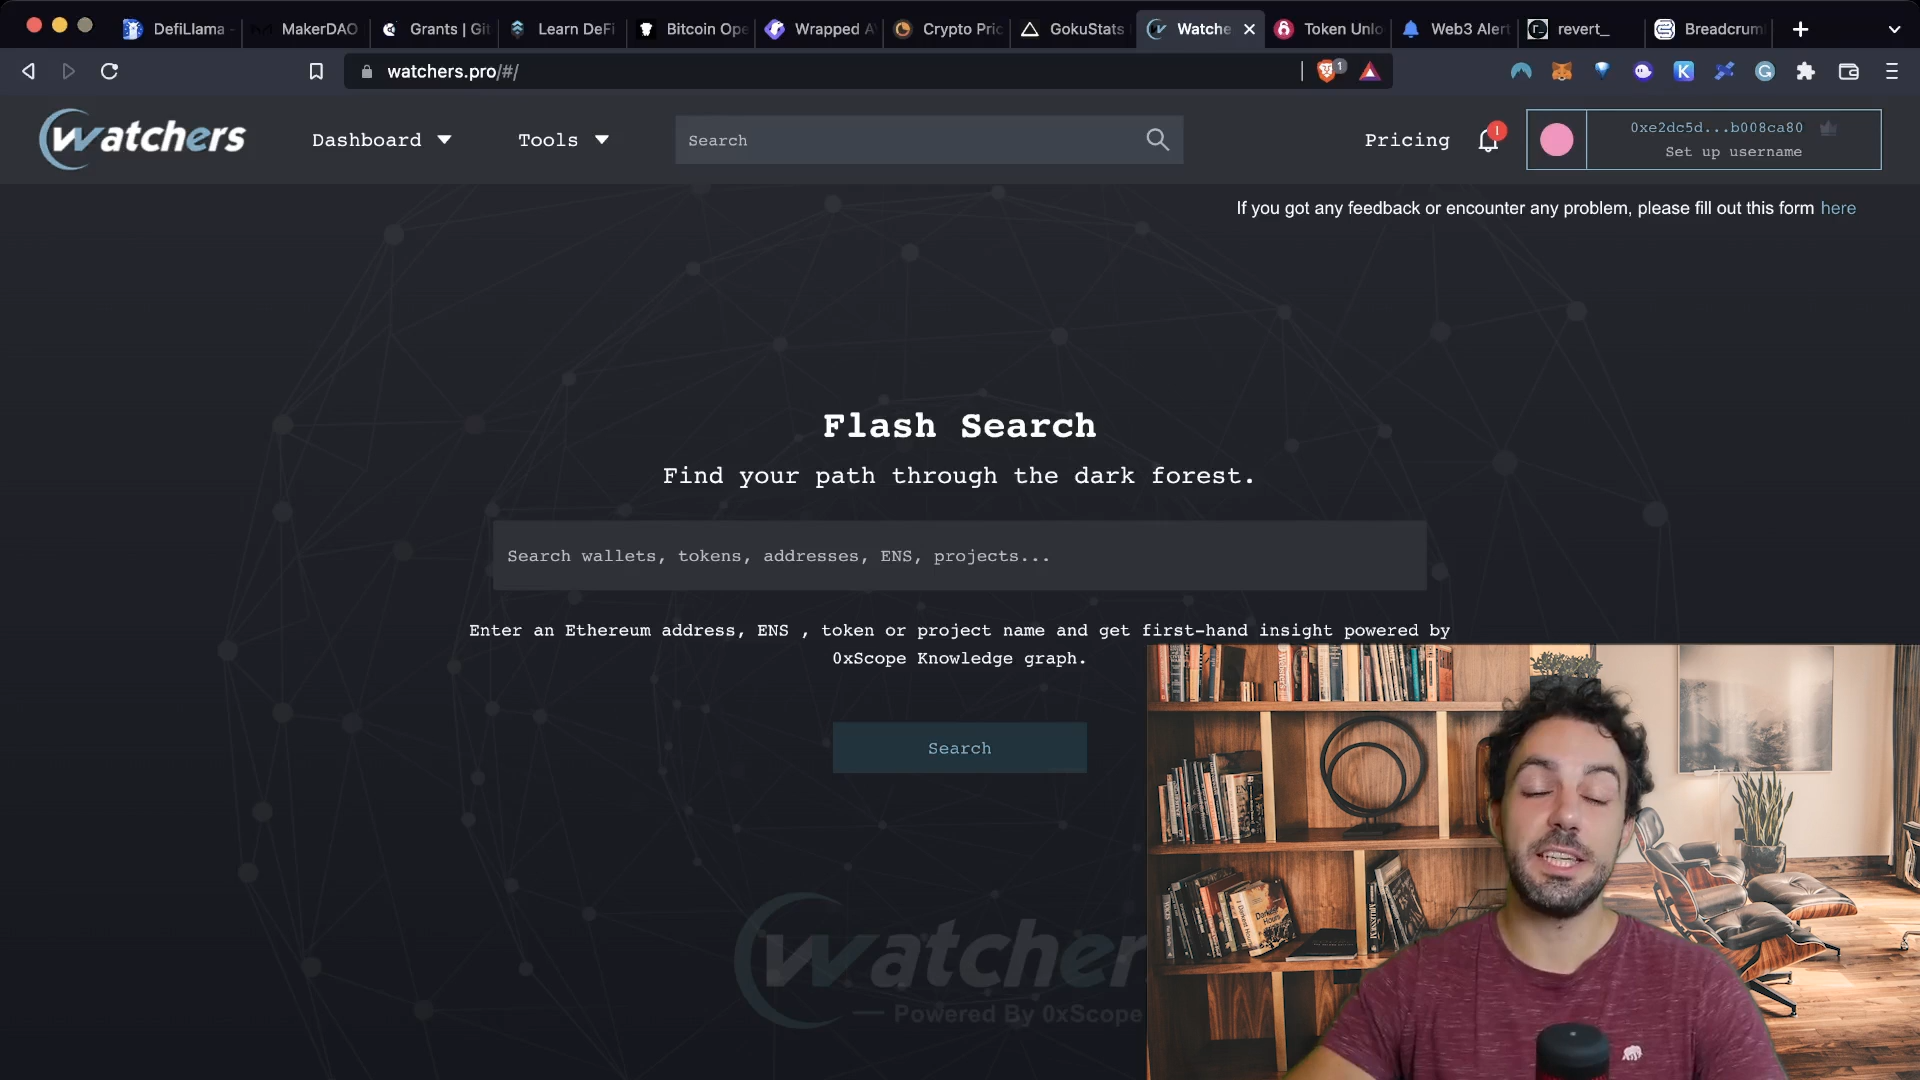 DefiLlama -
MakerDAO
Grants | Git
Learn DeFi
Bitcoin Ope
Wrapped A
Crypto Pric
GokuStats
Watche
Token Unlo
Web3 Alert
revert_
Breadcrum
watchers.pro/#/
1
watchers
Dashboard
Tools
Search
Pricing
1
0xe2dc5d...b008ca80
Set up username
If you got any feedback or encounter any problem, please fill out this form here
Flash Search
Find your path through the dark forest.
Search wallets, tokens, addresses, ENS, projects...
Enter an Ethereum address, ENS , token or project name and get first-hand insight powered by
0xScope Knowledge graph.
Search
watcher
Powered By 0xScope